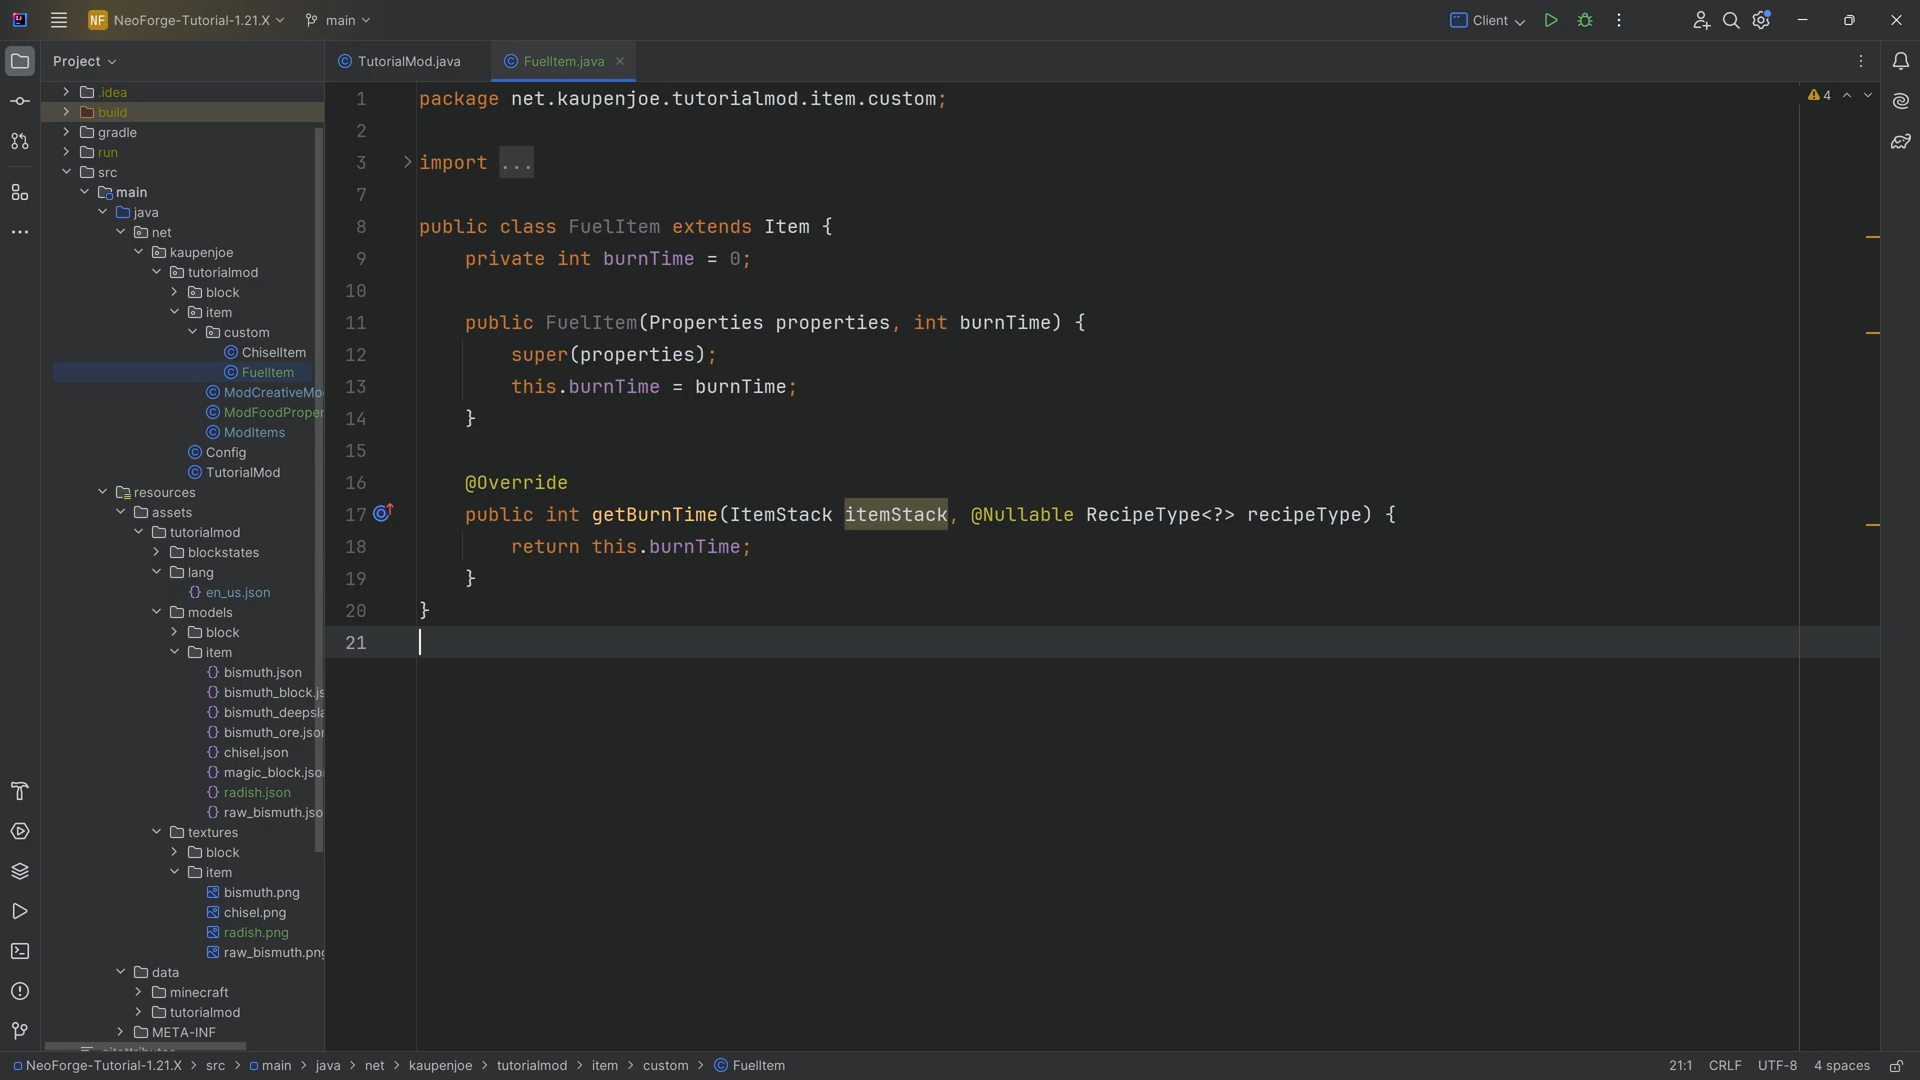 NF NeoForge-Tutorial-1.21.X main Client
Project TutorialMod.java FuelItem.java
.idea
build
gradle
run
src
main
java
net
kaupenjoe
tutorialmod
block
item
custom
ChiselItem
FuelItem
ModCreativeMo
ModFoodProper
ModItems
Config
TutorialMod
resources
assets
tutorialmod
blockstates
lang
en_us.json
models
block
item
bismuth.json
bismuth_block.js
bismuth_deepsla
bismuth_ore.json
chisel.json
magic_block.json
radish.json
raw_bismuth.jso
textures
block
item
bismuth.png
chisel.png
radish.png
raw_bismuth.png
data
minecraft
tutorialmod
META-INF
4
1 package net.kaupenjoe.tutorialmod.item.custom;
2
3 import ...
7
8 public class FuelItem extends Item {
9 private int burnTime = 0;
10
11 public FuelItem(Properties properties, int burnTime) {
12 super(properties);
13 this.burnTime = burnTime;
14 }
15
16 @Override
17 public int getBurnTime(ItemStack itemStack, @Nullable RecipeType<?> recipeType) {
18 return this.burnTime;
19 }
20 }
21
NeoForge-Tutorial-1.21.X > src > main > java > net > kaupenjoe > tutorialmod > item > custom > FuelItem 21:1 CRLF UTF-8 4 spaces